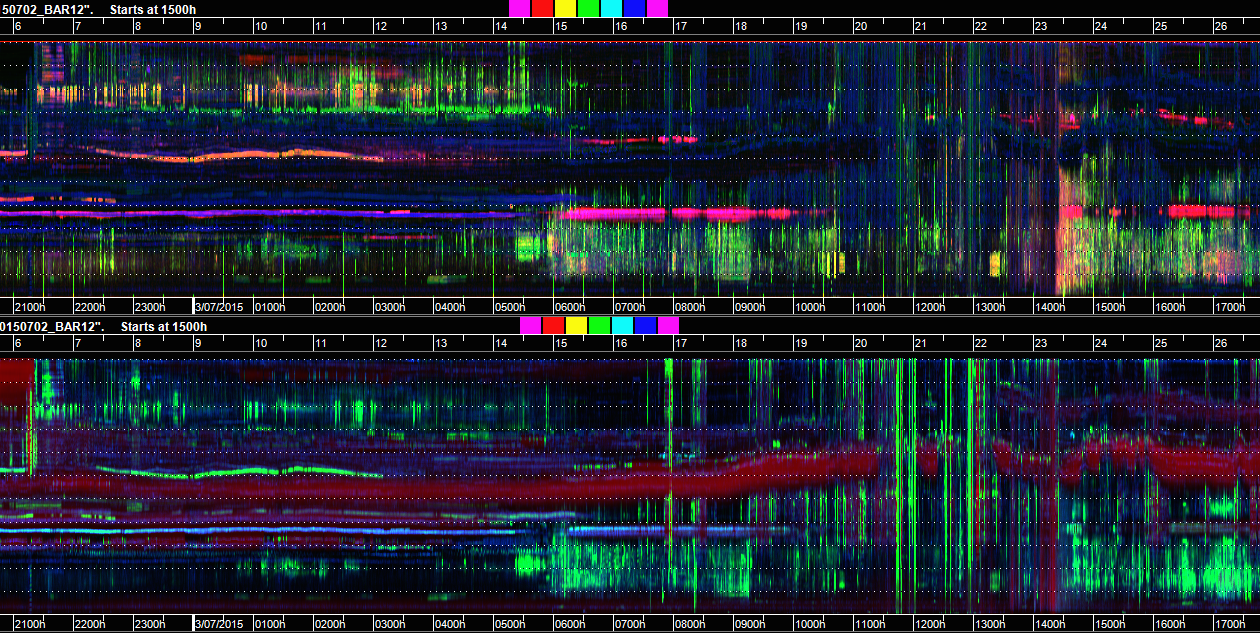 50702_BAR12". Starts at 1500h
6 7 8 9 10 11 12 13 14 15 16 17 18 19 20 21 22 23 24 25 26
2100h 2200h 2300h 3/07/2015 0100h 0200h 0300h 0400h 0500h 0600h 0700h 0800h 0900h 1000h 1100h 1200h 1300h 1400h 1500h 1600h 1700h
0150702_BAR12". Starts at 1500h
6 7 8 9 10 11 12 13 14 15 16 17 18 19 20 21 22 23 24 25 26
2100h 2200h 2300h 3/07/2015 0100h 0200h 0300h 0400h 0500h 0600h 0700h 0800h 0900h 1000h 1100h 1200h 1300h 1400h 1500h 1600h 1700h